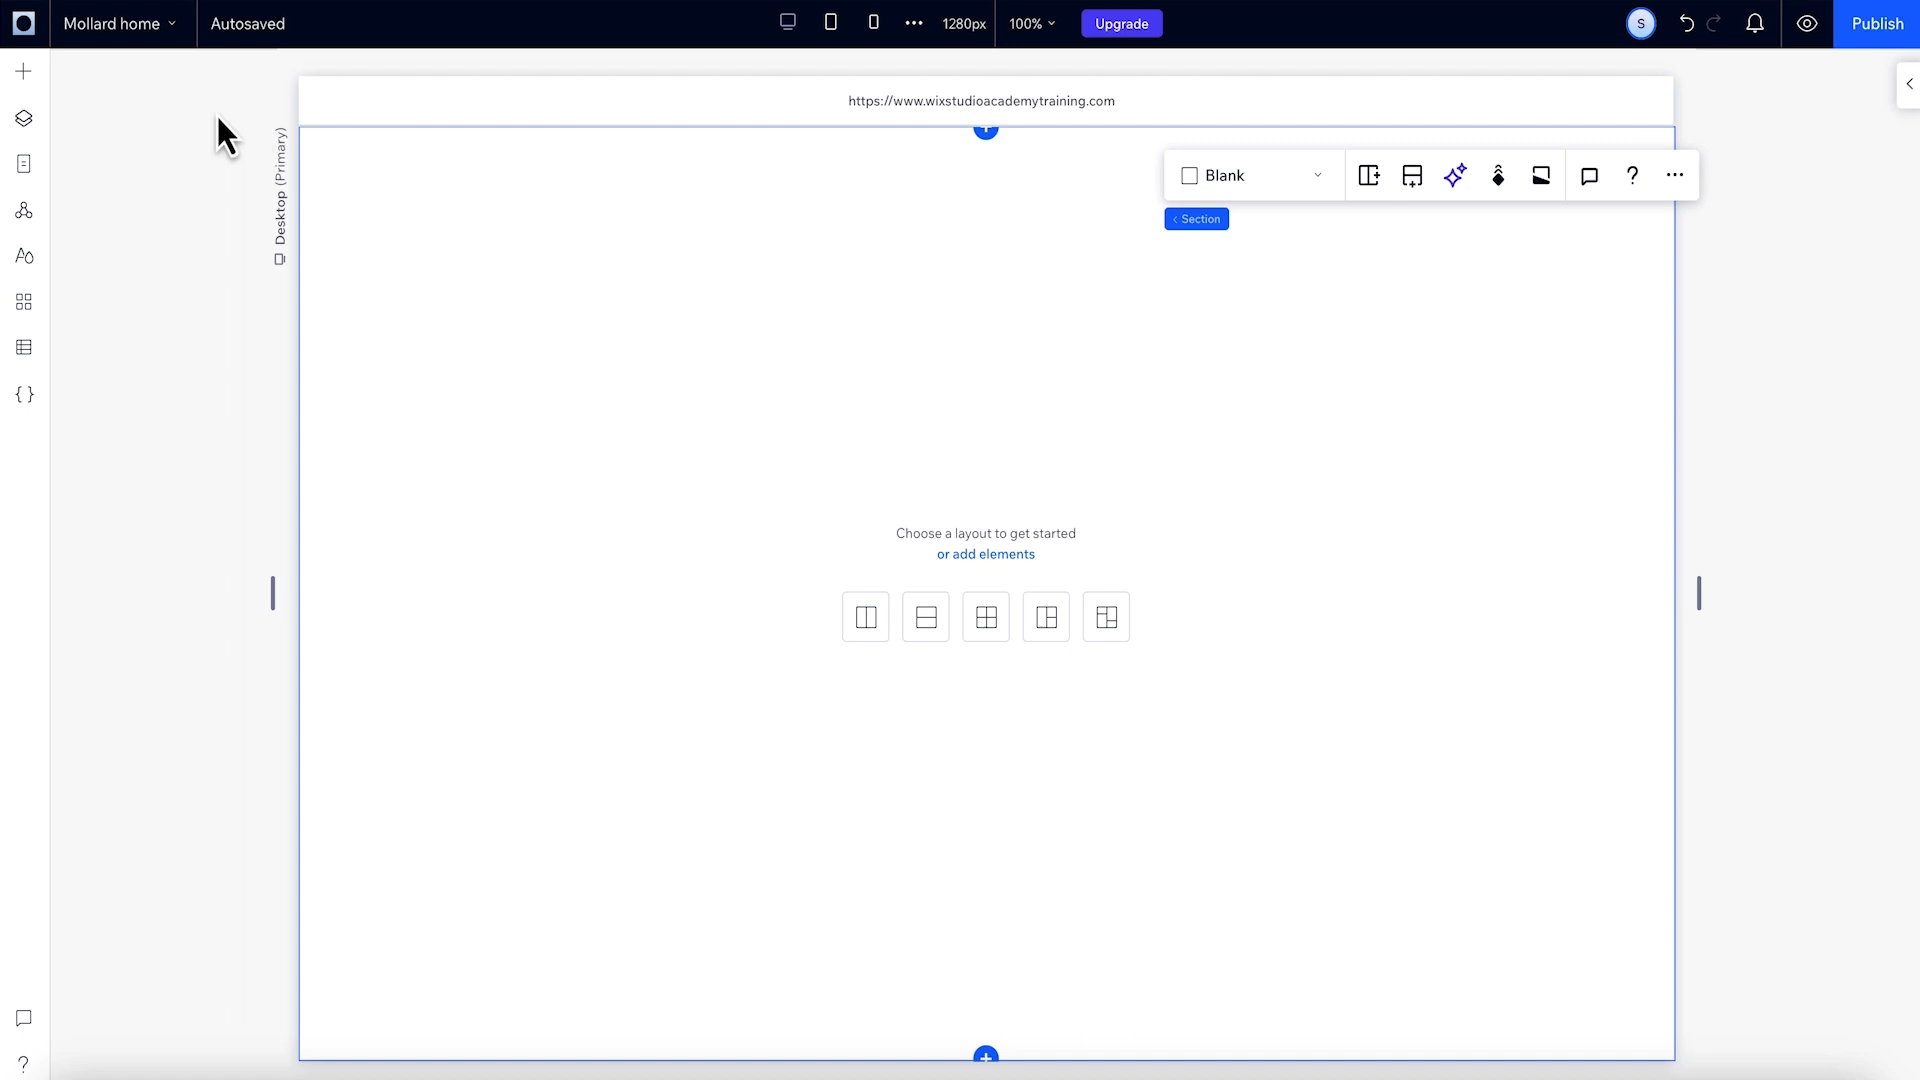 Mollard home
Autosaved
1280px
100%
Upgrade
S
Publish
https://www.wixstudioacademytraining.com
Desktop (Primary)
Blank
?
< Section
Choose a layout to get started
or add elements
?